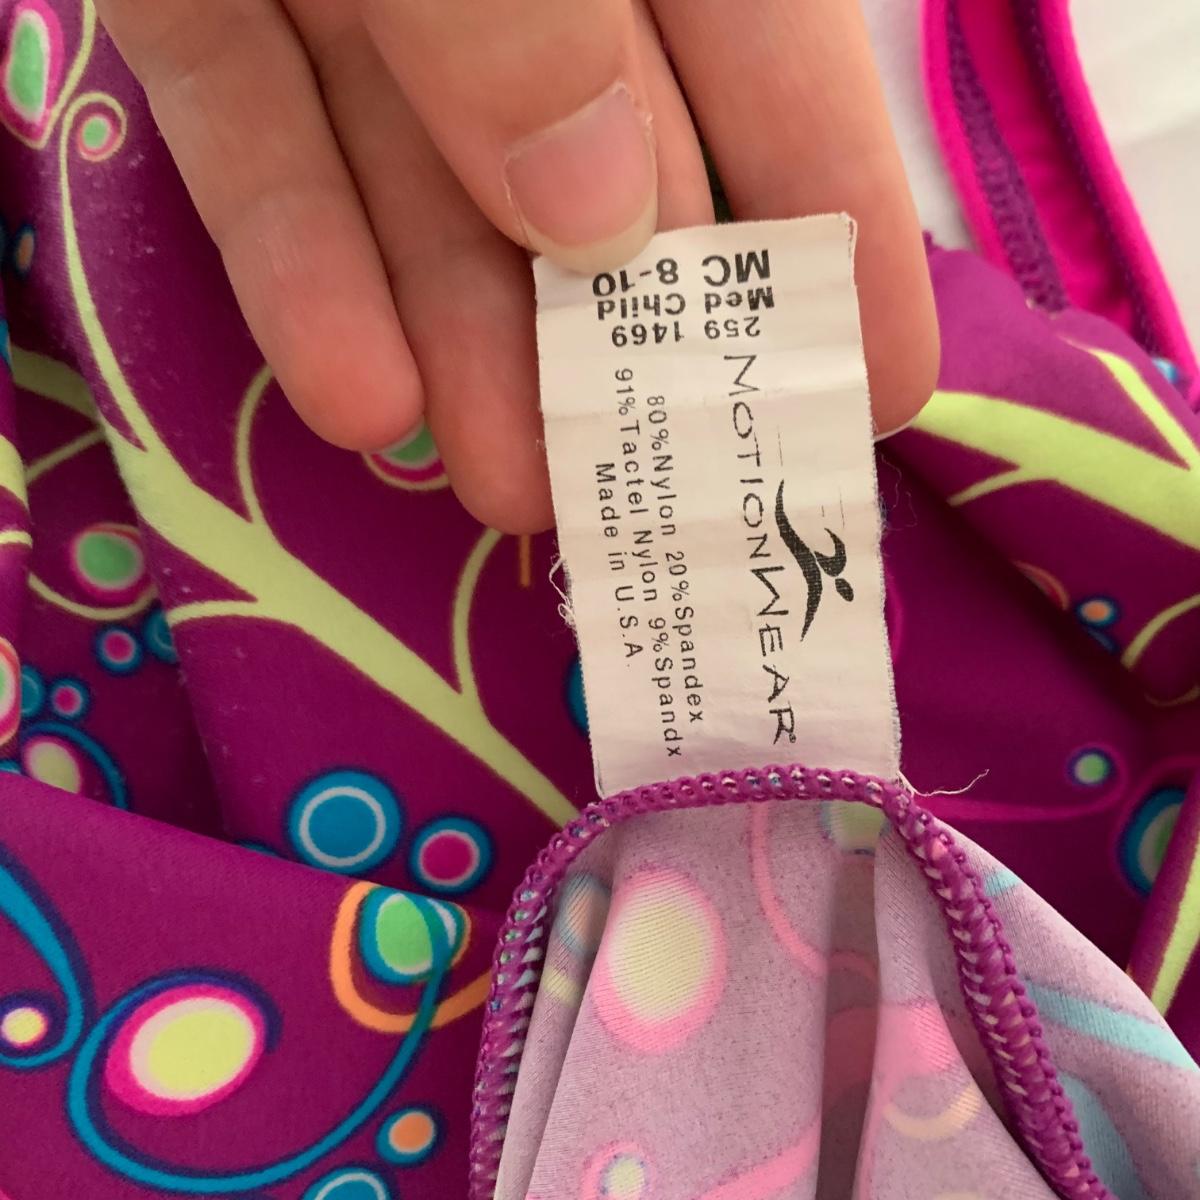 MOTIONWEAR®
80%Nylon 20%Spandex
91%Tactel Nylon 9%Spandx
Made in U.S.A.
259 1469
Med Child
MC 8-10